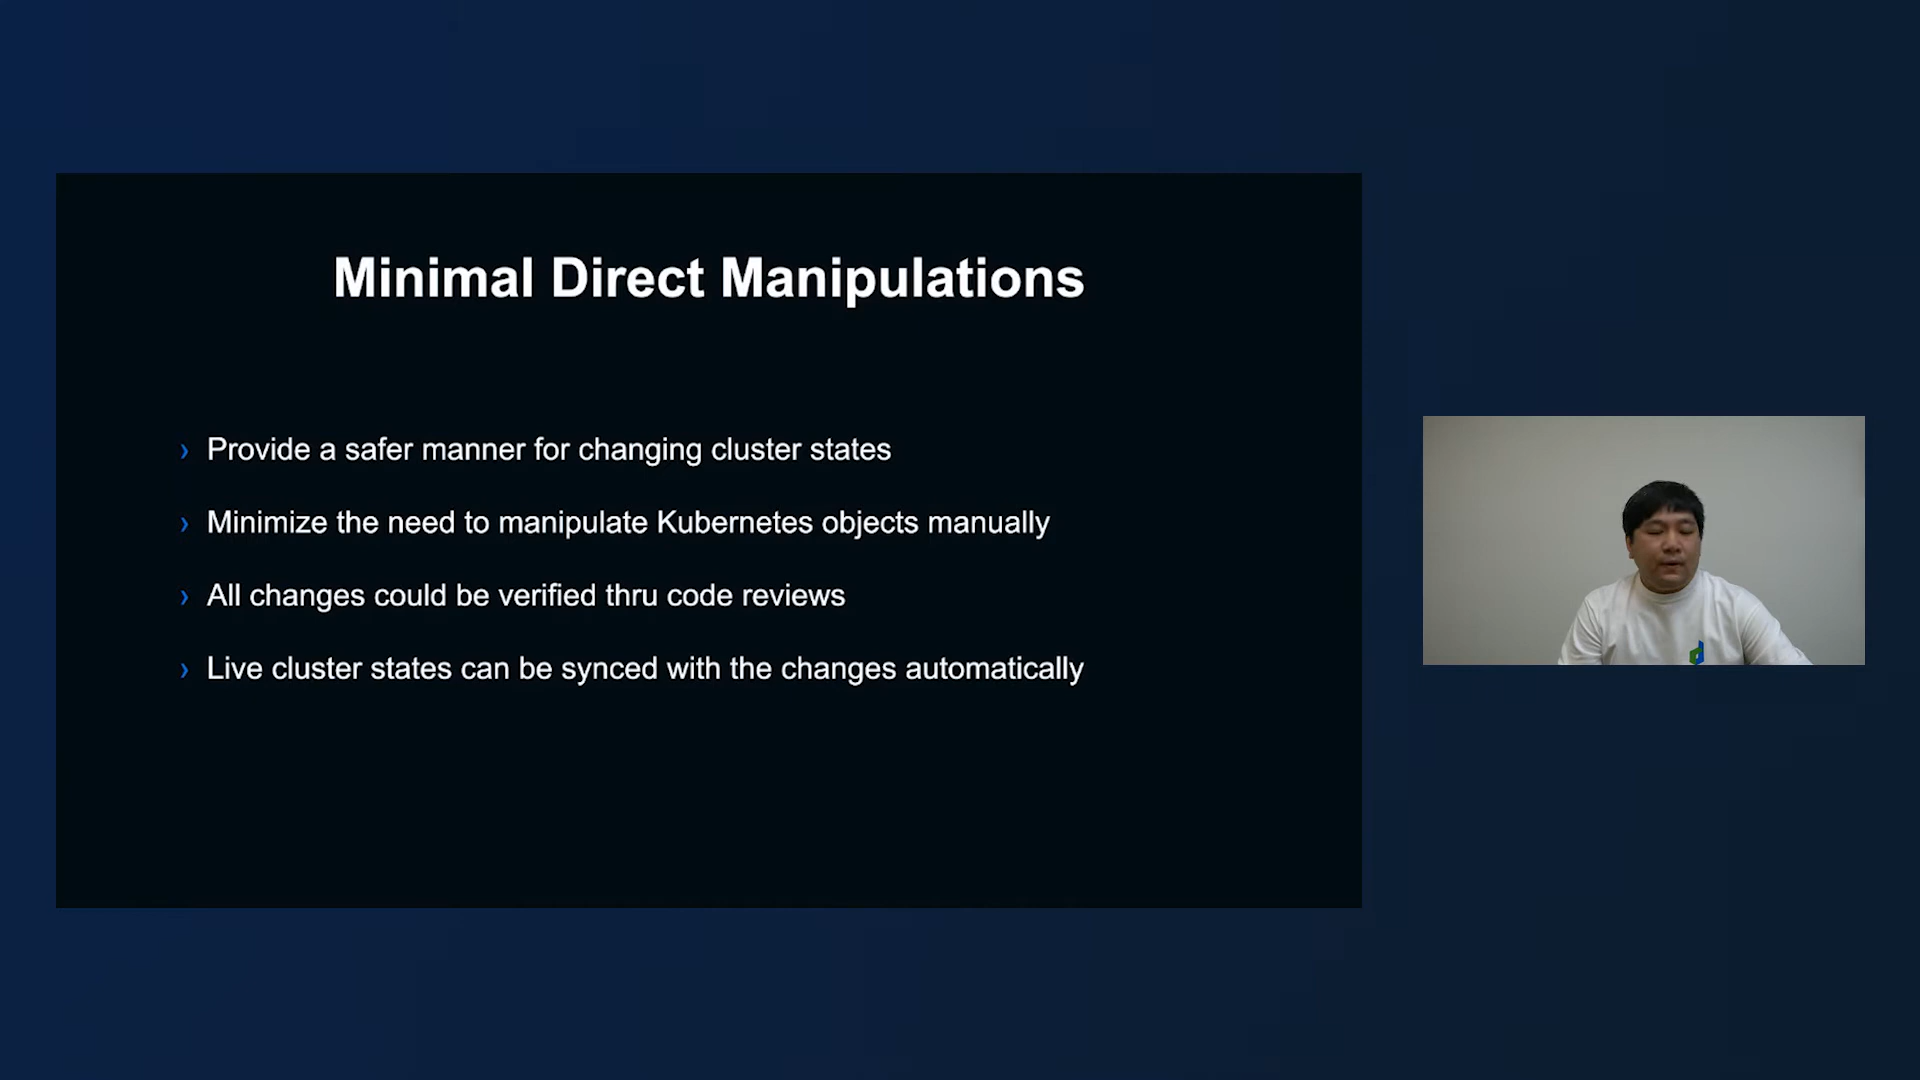 Minimal Direct Manipulations
› Provide a safer manner for changing cluster states
› Minimize the need to manipulate Kubernetes objects manually
› All changes could be verified thru code reviews
› Live cluster states can be synced with the changes automatically